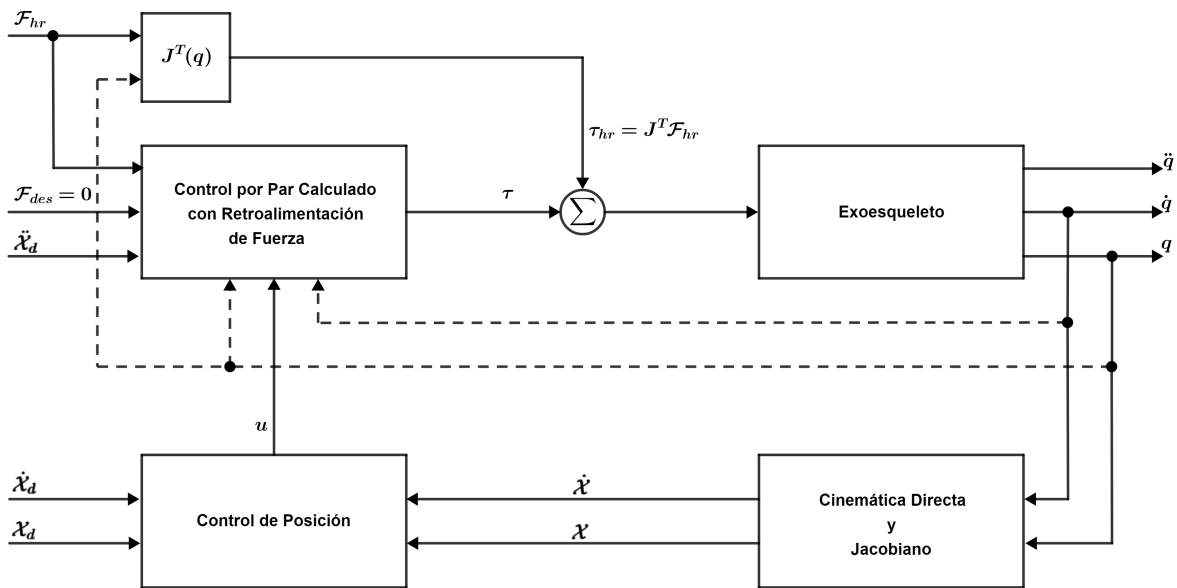 𝓕_hr
J^T(q)
τ_hr = J^T 𝓕_hr
𝓕_des = 0
𝓧̈_d
Control por Par Calculado
con Retroalimentación
de Fuerza
τ
∑
Exoesqueleto
q̈
q̇
q
u
𝓧̇_d
𝓧_d
Control de Posición
𝓧̇
𝓧
Cinemática Directa
y
Jacobiano